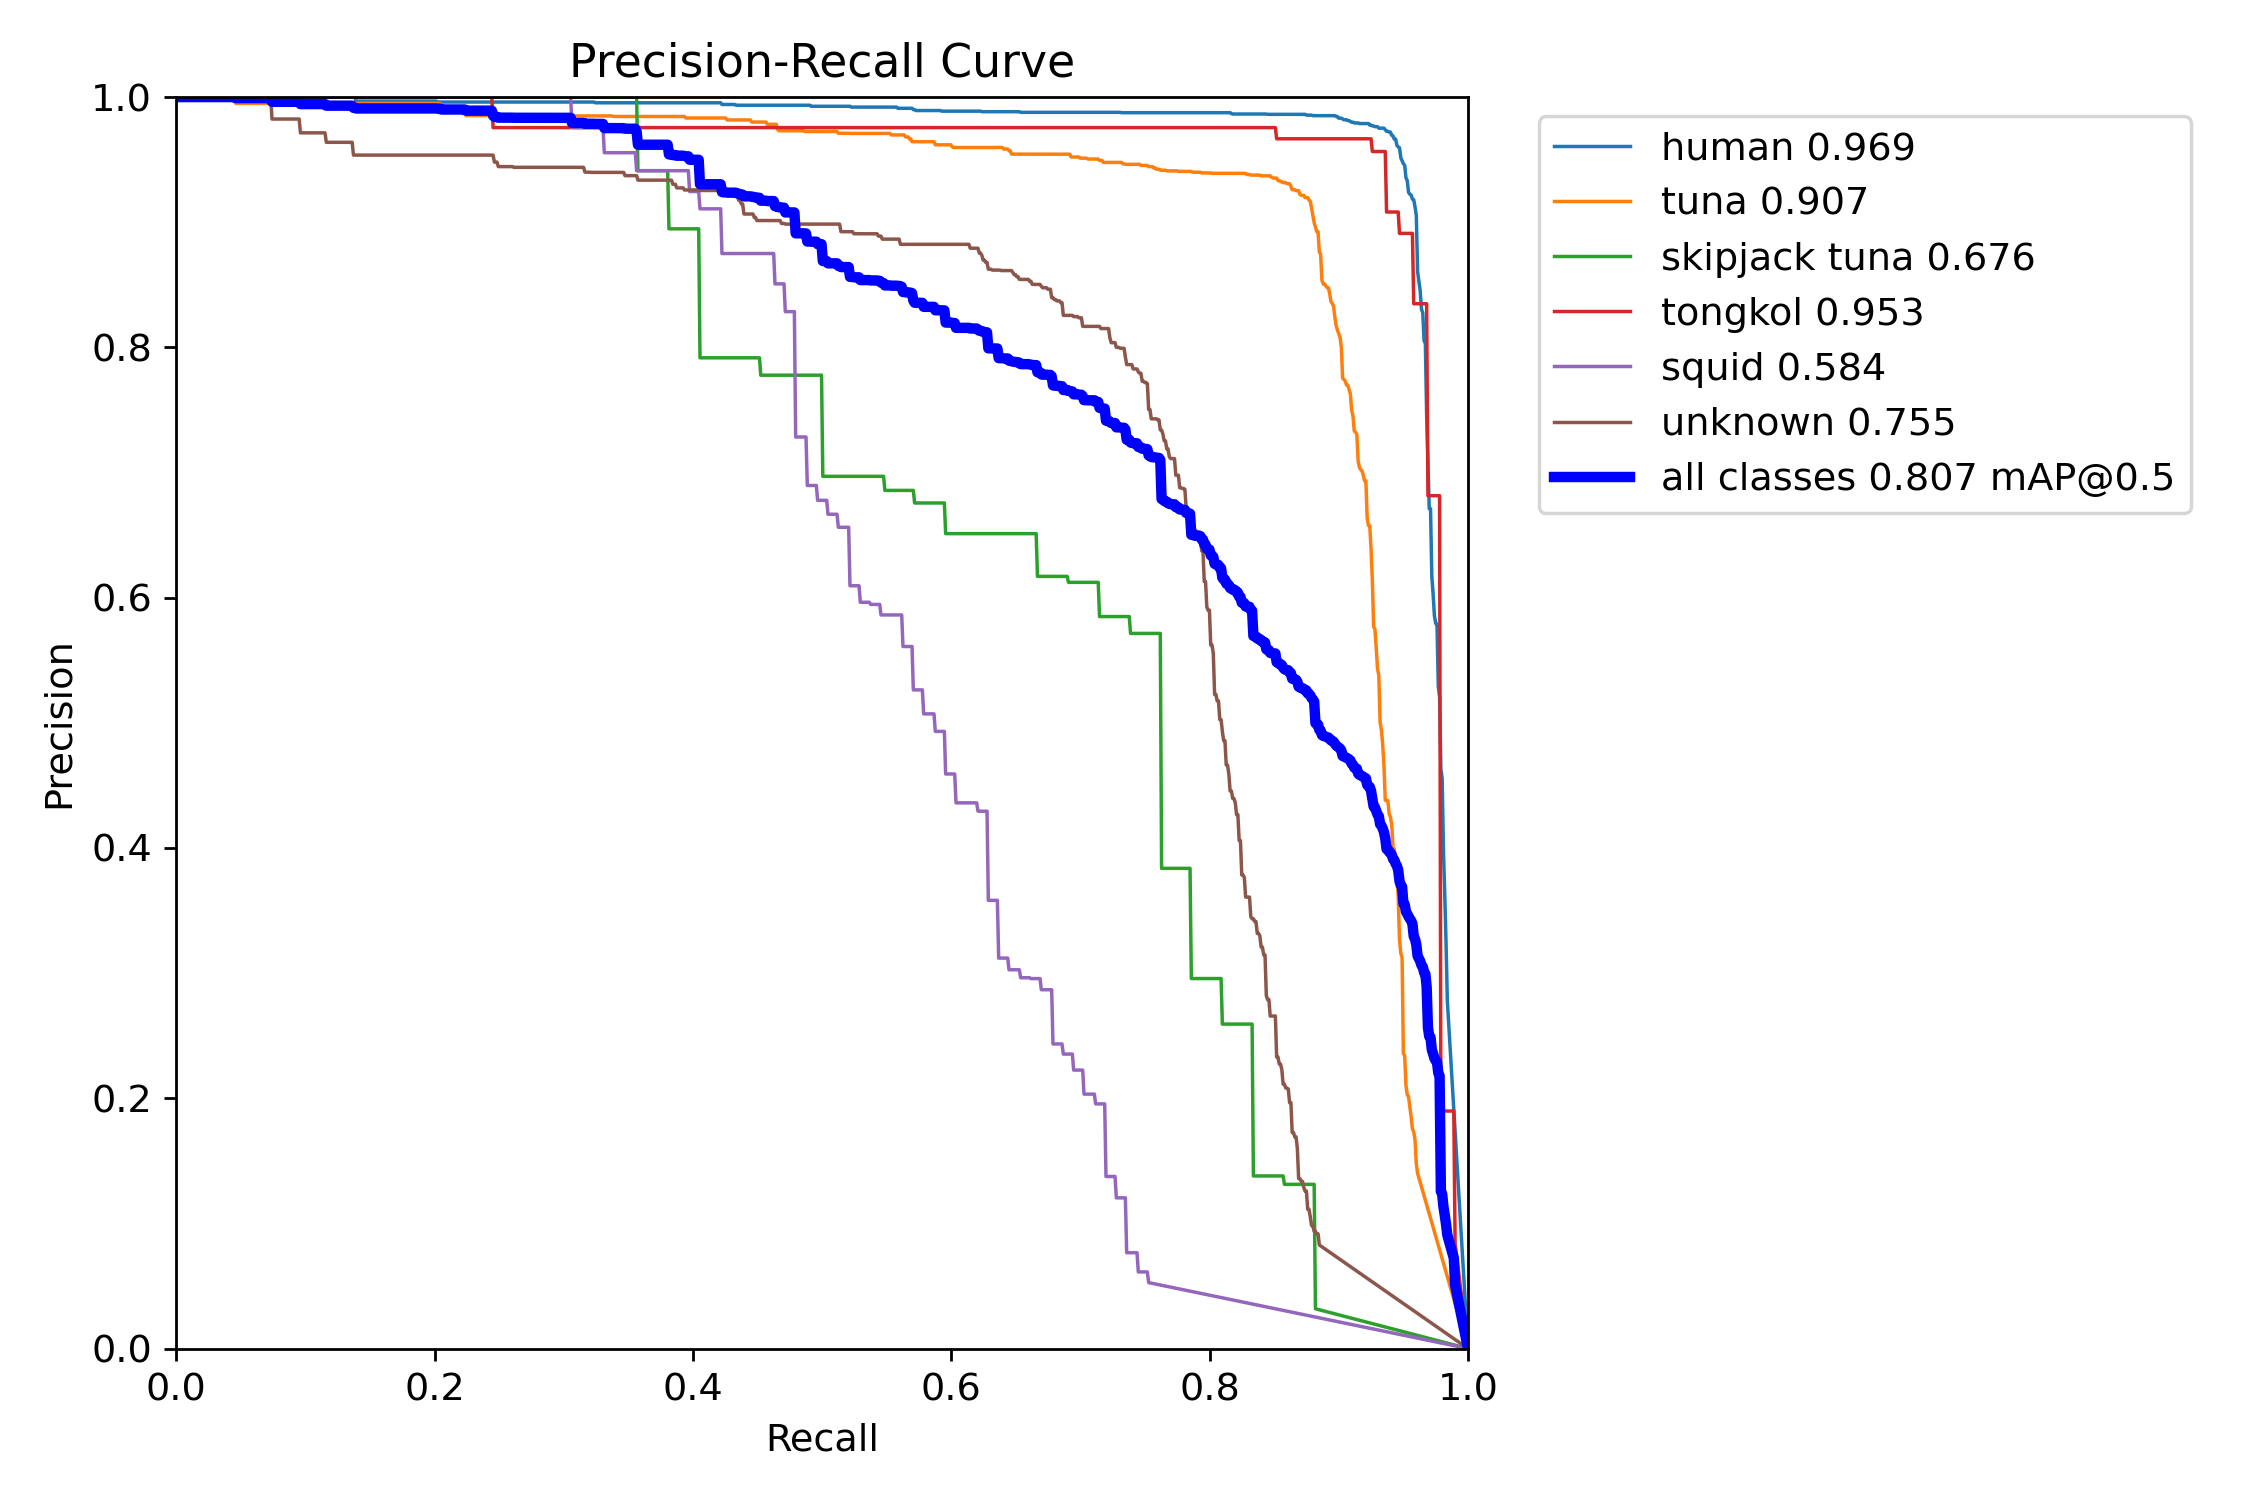 Precision-Recall Curve
1.0
0.8
0.6
0.4
0.2
0.0
Precision
0.0 0.2 0.4 0.6 0.8 1.0
Recall
human 0.969
tuna 0.907
skipjack tuna 0.676
tongkol 0.953
squid 0.584
unknown 0.755
all classes 0.807 mAP@0.5